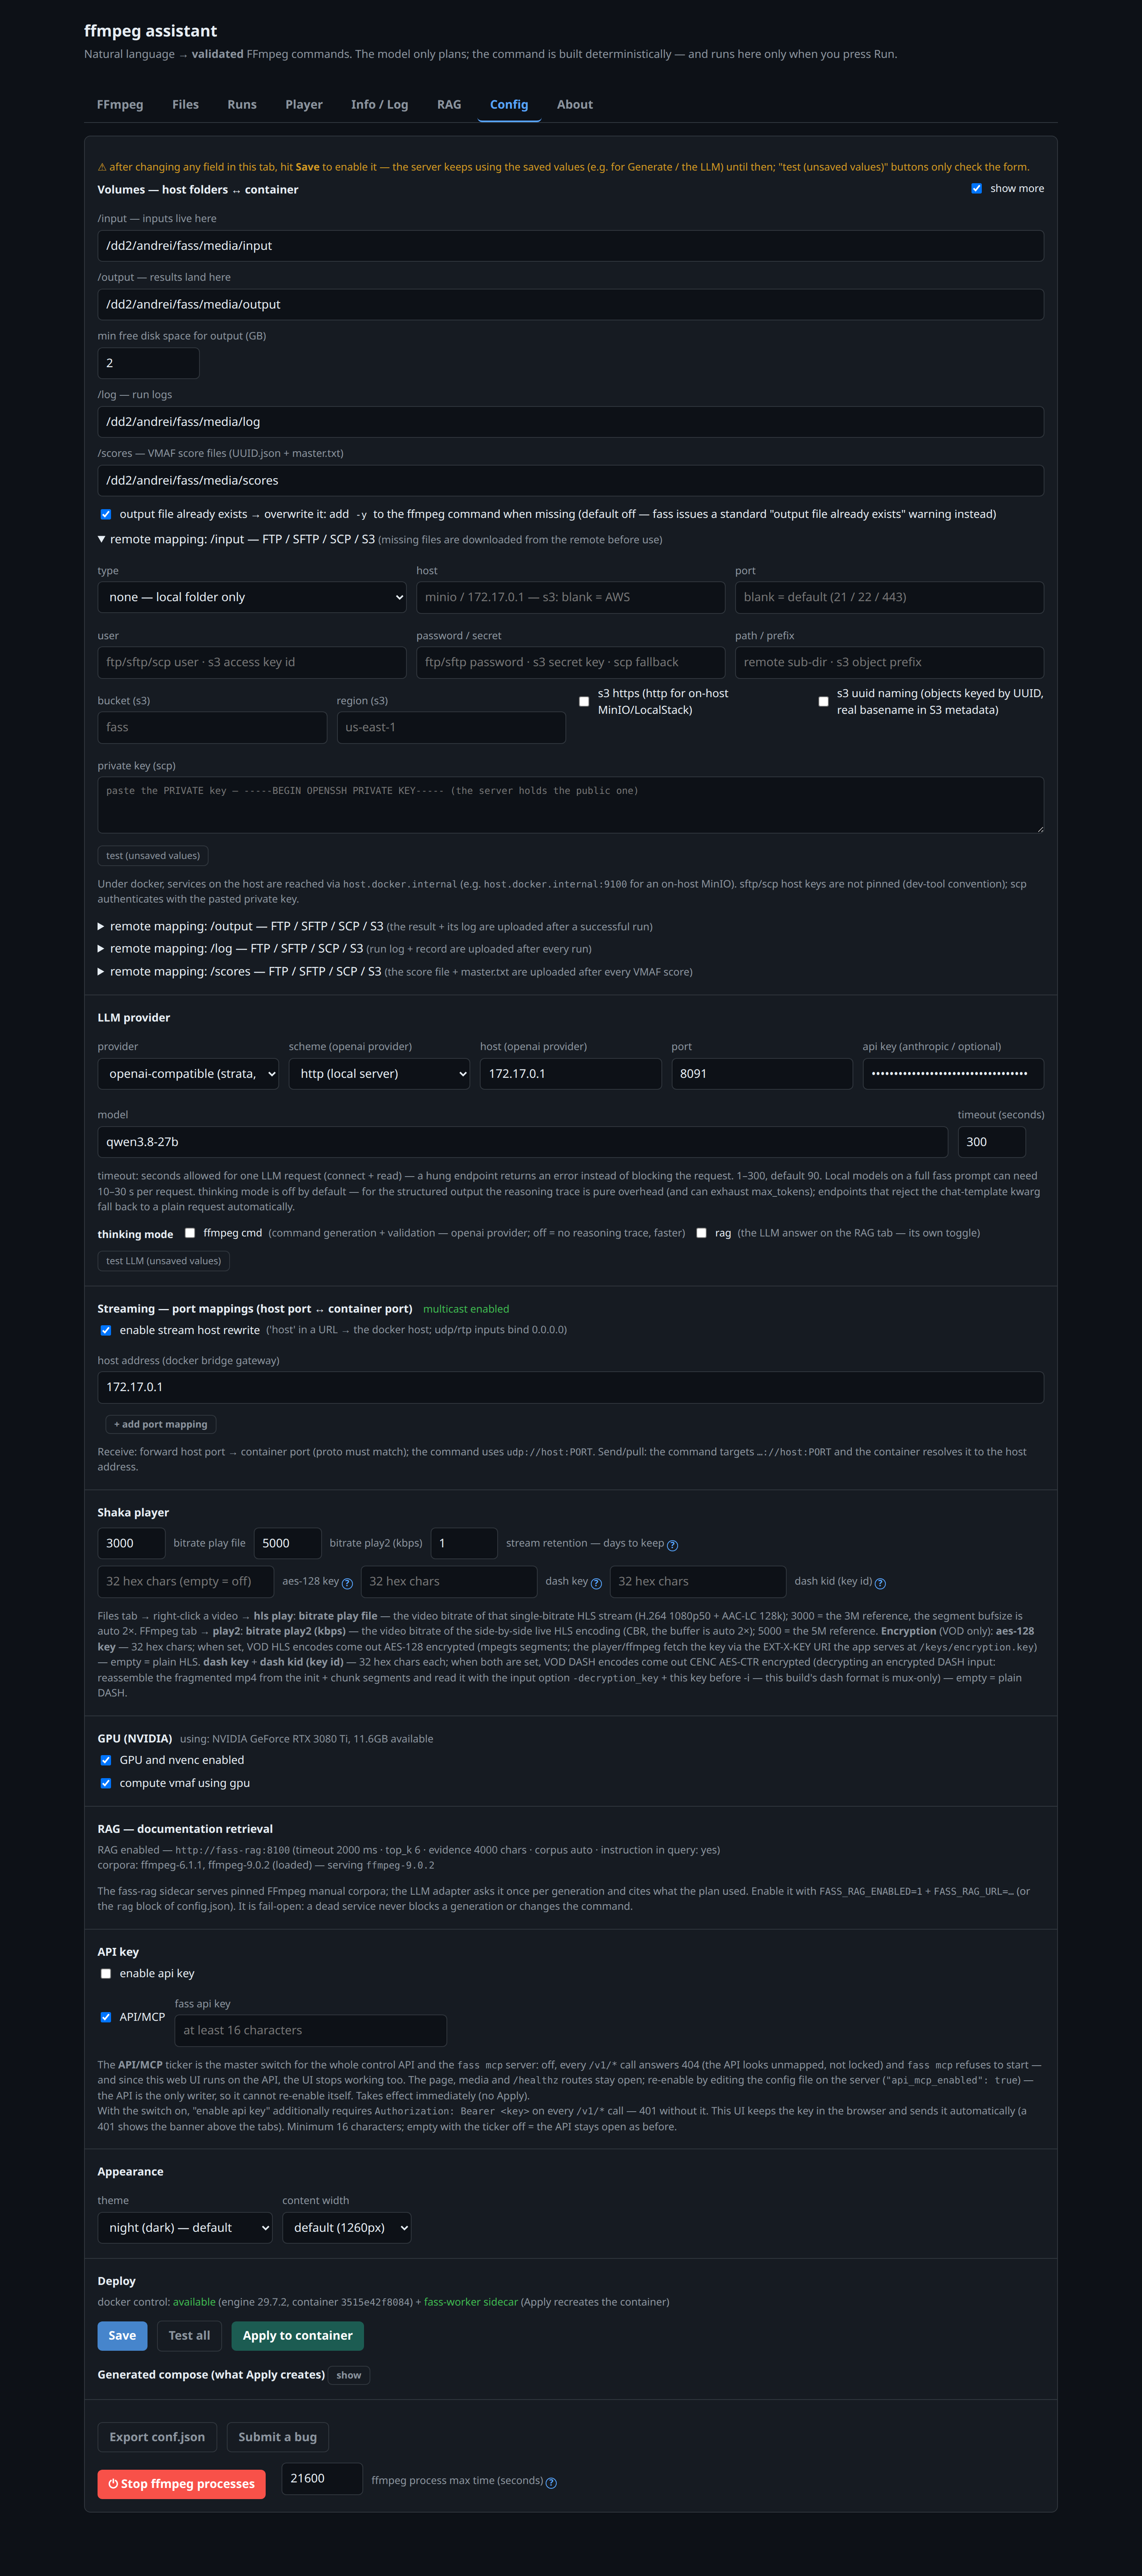 ffmpeg assistant
Natural language → validated FFmpeg commands. The model only plans; the command is built deterministically — and runs here only when you press Run.
FFmpeg Files Runs Player Info / Log RAG Config About
⚠ after changing any field in this tab, hit Save to enable it — the server keeps using the saved values (e.g. for Generate / the LLM) until then; "test (unsaved values)" buttons only check the form.
Volumes — host folders ↔ container show more
/input — inputs live here
/dd2/andrei/fass/media/input
/output — results land here
/dd2/andrei/fass/media/output
min free disk space for output (GB)
2
/log — run logs
/dd2/andrei/fass/media/log
/scores — VMAF score files (UUID.json + master.txt)
/dd2/andrei/fass/media/scores
output file already exists → overwrite it: add -y to the ffmpeg command when missing (default off — fass issues a standard "output file already exists" warning instead)
▼ remote mapping: /input — FTP / SFTP / SCP / S3 (missing files are downloaded from the remote before use)
type host port
none — local folder only minio / 172.17.0.1 — s3: blank = AWS blank = default (21 / 22 / 443)
user password / secret path / prefix
ftp/sftp/scp user · s3 access key id ftp/sftp password · s3 secret key · scp fallback remote sub-dir · s3 object prefix
bucket (s3) region (s3) s3 https (http for on-host MinIO/LocalStack) s3 uuid naming (objects keyed by UUID, real basename in S3 metadata)
fass us-east-1
private key (scp)
paste the PRIVATE key — -----BEGIN OPENSSH PRIVATE KEY----- (the server holds the public one)
test (unsaved values)
Under docker, services on the host are reached via host.docker.internal (e.g. host.docker.internal:9100 for an on-host MinIO). sftp/scp host keys are not pinned (dev-tool convention); scp
authenticates with the pasted private key.
▶ remote mapping: /output — FTP / SFTP / SCP / S3 (the result + its log are uploaded after a successful run)
▶ remote mapping: /log — FTP / SFTP / SCP / S3 (run log + record are uploaded after every run)
▶ remote mapping: /scores — FTP / SFTP / SCP / S3 (the score file + master.txt are uploaded after every VMAF score)
LLM provider
provider scheme (openai provider) host (openai provider) port api key (anthropic / optional)
openai-compatible (strata, http (local server) 172.17.0.1 8091 ••••••••••••••••••••••••••••••••••
model timeout (seconds)
qwen3.8-27b 300
timeout: seconds allowed for one LLM request (connect + read) — a hung endpoint returns an error instead of blocking the request. 1–300, default 90. Local models on a full fass prompt can need
10–30 s per request. thinking mode is off by default — for the structured output the reasoning trace is pure overhead (and can exhaust max_tokens); endpoints that reject the chat-template kwarg
fall back to a plain request automatically.
thinking mode ffmpeg cmd (command generation + validation — openai provider; off = no reasoning trace, faster) rag (the LLM answer on the RAG tab — its own toggle)
test LLM (unsaved values)
Streaming — port mappings (host port ↔ container port) multicast enabled
enable stream host rewrite ('host' in a URL → the docker host; udp/rtp inputs bind 0.0.0.0)
host address (docker bridge gateway)
172.17.0.1
+ add port mapping
Receive: forward host port → container port (proto must match); the command uses udp://host:PORT. Send/pull: the command targets …://host:PORT and the container resolves it to the host
address.
Shaka player
3000 bitrate play file 5000 bitrate play2 (kbps) 1 stream retention — days to keep ?
32 hex chars (empty = off) aes-128 key ? 32 hex chars dash key ? 32 hex chars dash kid (key id) ?
Files tab → right-click a video → hls play: bitrate play file — the video bitrate of that single-bitrate HLS stream (H.264 1080p50 + AAC-LC 128k); 3000 = the 3M reference, the segment bufsize is
auto 2×. FFmpeg tab → play2: bitrate play2 (kbps) — the video bitrate of the side-by-side live HLS encoding (CBR, the buffer is auto 2×); 5000 = the 5M reference. Encryption (VOD only): aes-128
key — 32 hex chars; when set, VOD HLS encodes come out AES-128 encrypted (mpegts segments; the player/ffmpeg fetch the key via the EXT-X-KEY URI the app serves at /keys/encryption.key)
— empty = plain HLS. dash key + dash kid (key id) — 32 hex chars each; when both are set, VOD DASH encodes come out CENC AES-CTR encrypted (decrypting an encrypted DASH input:
reassemble the fragmented mp4 from the init + chunk segments and read it with the input option -decryption_key + this key before -i — this build's dash format is mux-only) — empty = plain
DASH.
GPU (NVIDIA) using: NVIDIA GeForce RTX 3080 Ti, 11.6GB available
GPU and nvenc enabled
compute vmaf using gpu
RAG — documentation retrieval
RAG enabled — http://fass-rag:8100 (timeout 2000 ms · top_k 6 · evidence 4000 chars · corpus auto · instruction in query: yes)
corpora: ffmpeg-6.1.1, ffmpeg-9.0.2 (loaded) — serving ffmpeg-9.0.2
The fass-rag sidecar serves pinned FFmpeg manual corpora; the LLM adapter asks it once per generation and cites what the plan used. Enable it with FASS_RAG_ENABLED=1 + FASS_RAG_URL=… (or
the rag block of config.json). It is fail-open: a dead service never blocks a generation or changes the command.
API key
enable api key
API/MCP fass api key
at least 16 characters
The API/MCP ticker is the master switch for the whole control API and the fass mcp server: off, every /v1/* call answers 404 (the API looks unmapped, not locked) and fass mcp refuses to start —
and since this web UI runs on the API, the UI stops working too. The page, media and /healthz routes stay open; re-enable by editing the config file on the server ("api_mcp_enabled": true) —
the API is the only writer, so it cannot re-enable itself. Takes effect immediately (no Apply).
With the switch on, "enable api key" additionally requires Authorization: Bearer <key> on every /v1/* call — 401 without it. This UI keeps the key in the browser and sends it automatically (a
401 shows the banner above the tabs). Minimum 16 characters; empty with the ticker off = the API stays open as before.
Appearance
theme content width
night (dark) — default default (1260px)
Deploy
docker control: available (engine 29.7.2, container 3515e42f8084) + fass-worker sidecar (Apply recreates the container)
Save Test all Apply to container
Generated compose (what Apply creates) show
Export conf.json Submit a bug
⏻ Stop ffmpeg processes 21600 ffmpeg process max time (seconds) ?